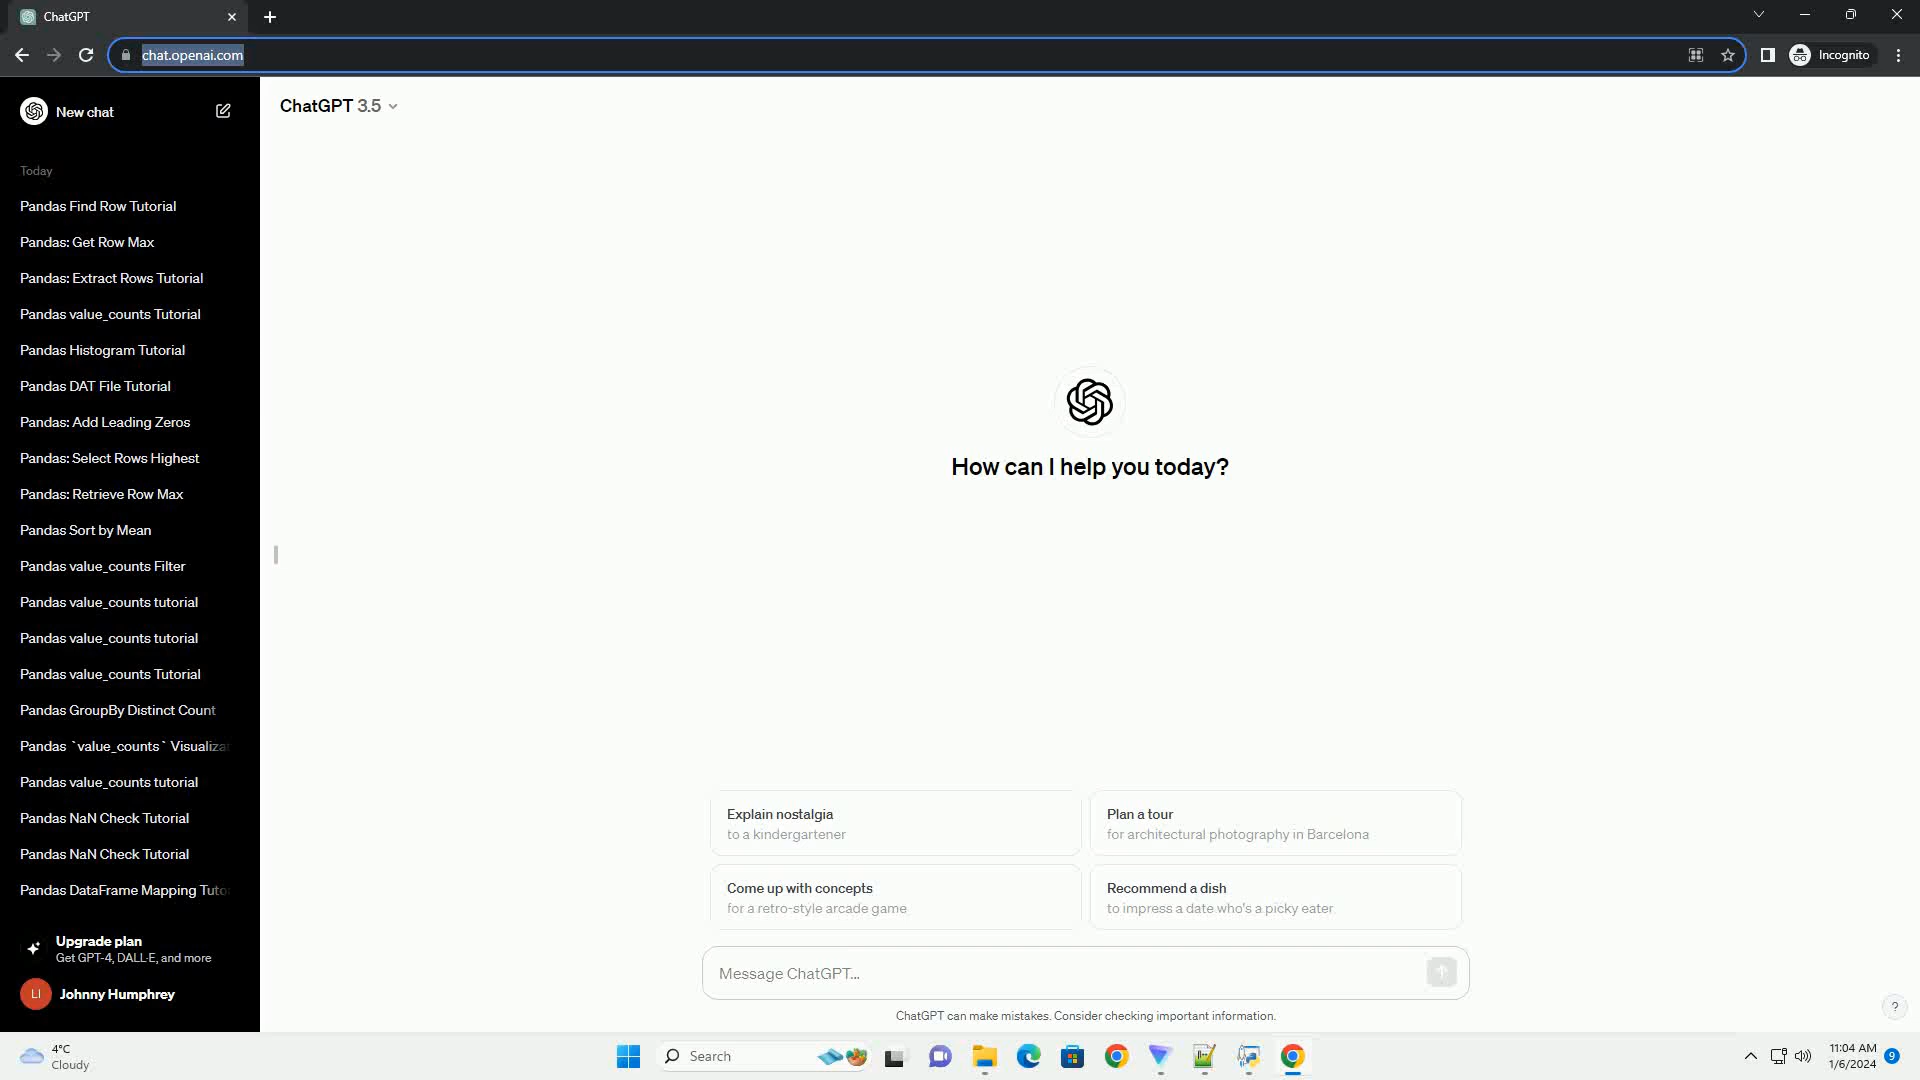 ChatGPT
chat.openai.com
Incognito
New chat
ChatGPT 3.5
Today
Pandas Find Row Tutorial
Pandas: Get Row Max
Pandas: Extract Rows Tutorial
Pandas value_counts Tutorial
Pandas Histogram Tutorial
Pandas DAT File Tutorial
Pandas: Add Leading Zeros
Pandas: Select Rows Highest
Pandas: Retrieve Row Max
Pandas Sort by Mean
Pandas value_counts Filter
Pandas value_counts tutorial
Pandas value_counts tutorial
Pandas value_counts Tutorial
Pandas GroupBy Distinct Count
Pandas `value_counts` Visualiza
Pandas value_counts tutorial
Pandas NaN Check Tutorial
Pandas NaN Check Tutorial
Pandas DataFrame Mapping Tuto
Upgrade plan
Get GPT-4, DALL·E, and more
LI
Johnny Humphrey
How can I help you today?
Explain nostalgia
to a kindergartener
Plan a tour
for architectural photography in Barcelona
Come up with concepts
for a retro-style arcade game
Recommend a dish
to impress a date who's a picky eater
Message ChatGPT…
ChatGPT can make mistakes. Consider checking important information.
?
4°C
Cloudy
Search
11:04 AM
1/6/2024
9